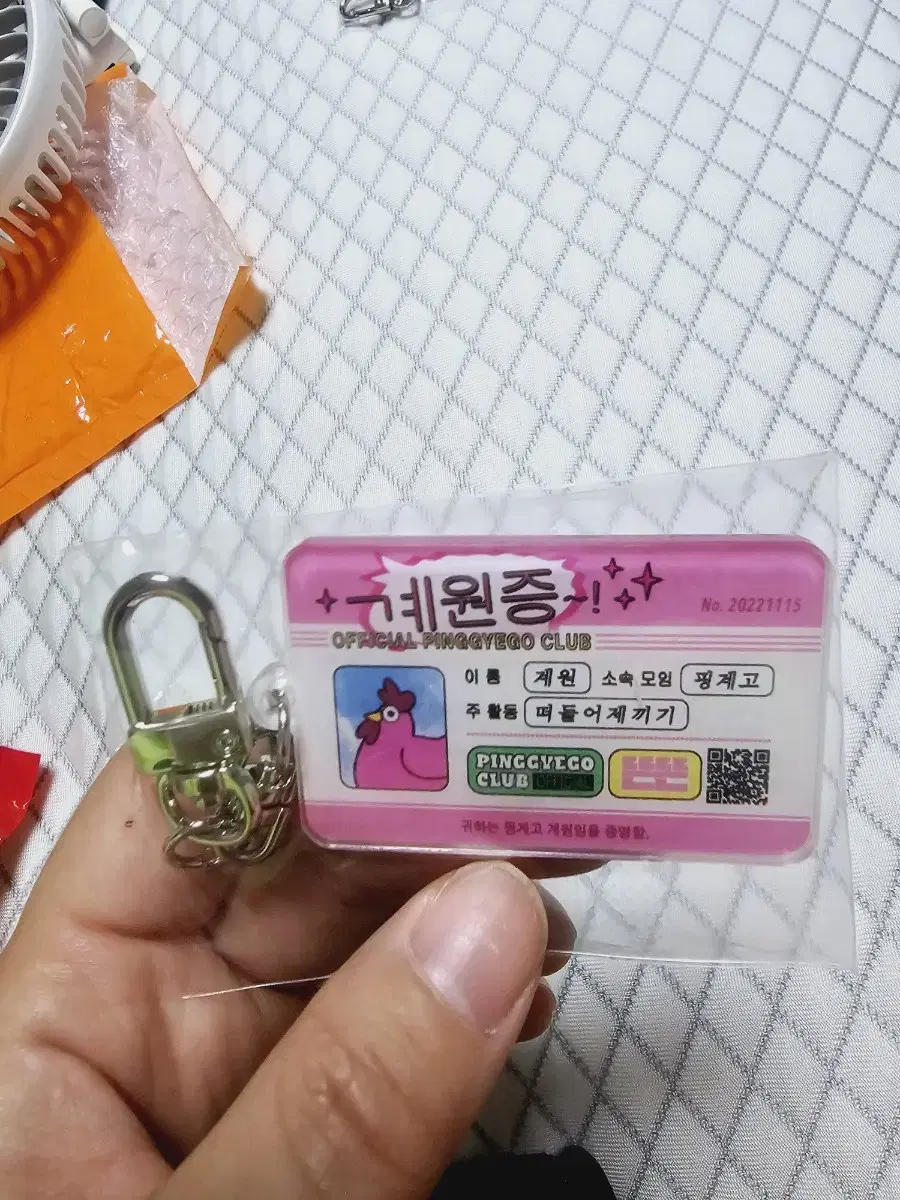 계원증~!
No. 20221115
OFFICIAL PINGGYEGO CLUB
이름 계원 소속 모임 핑계고
주 활동 떠들어제끼기
PINGGYEGO
CLUB
귀하는 핑계고 계원임을 증명함.